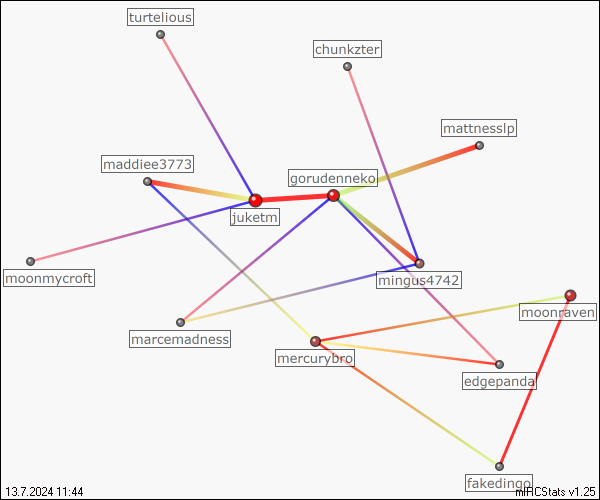 turtelious
chunkzter
mattnesslp
maddiee3773
gorudenneko
juketm
moonmycroft
mingus4742
moonraven
marcemadness
mercurybro
edgepanda
fakedingo
13.7.2024 11:44
mIRCStats v1.25